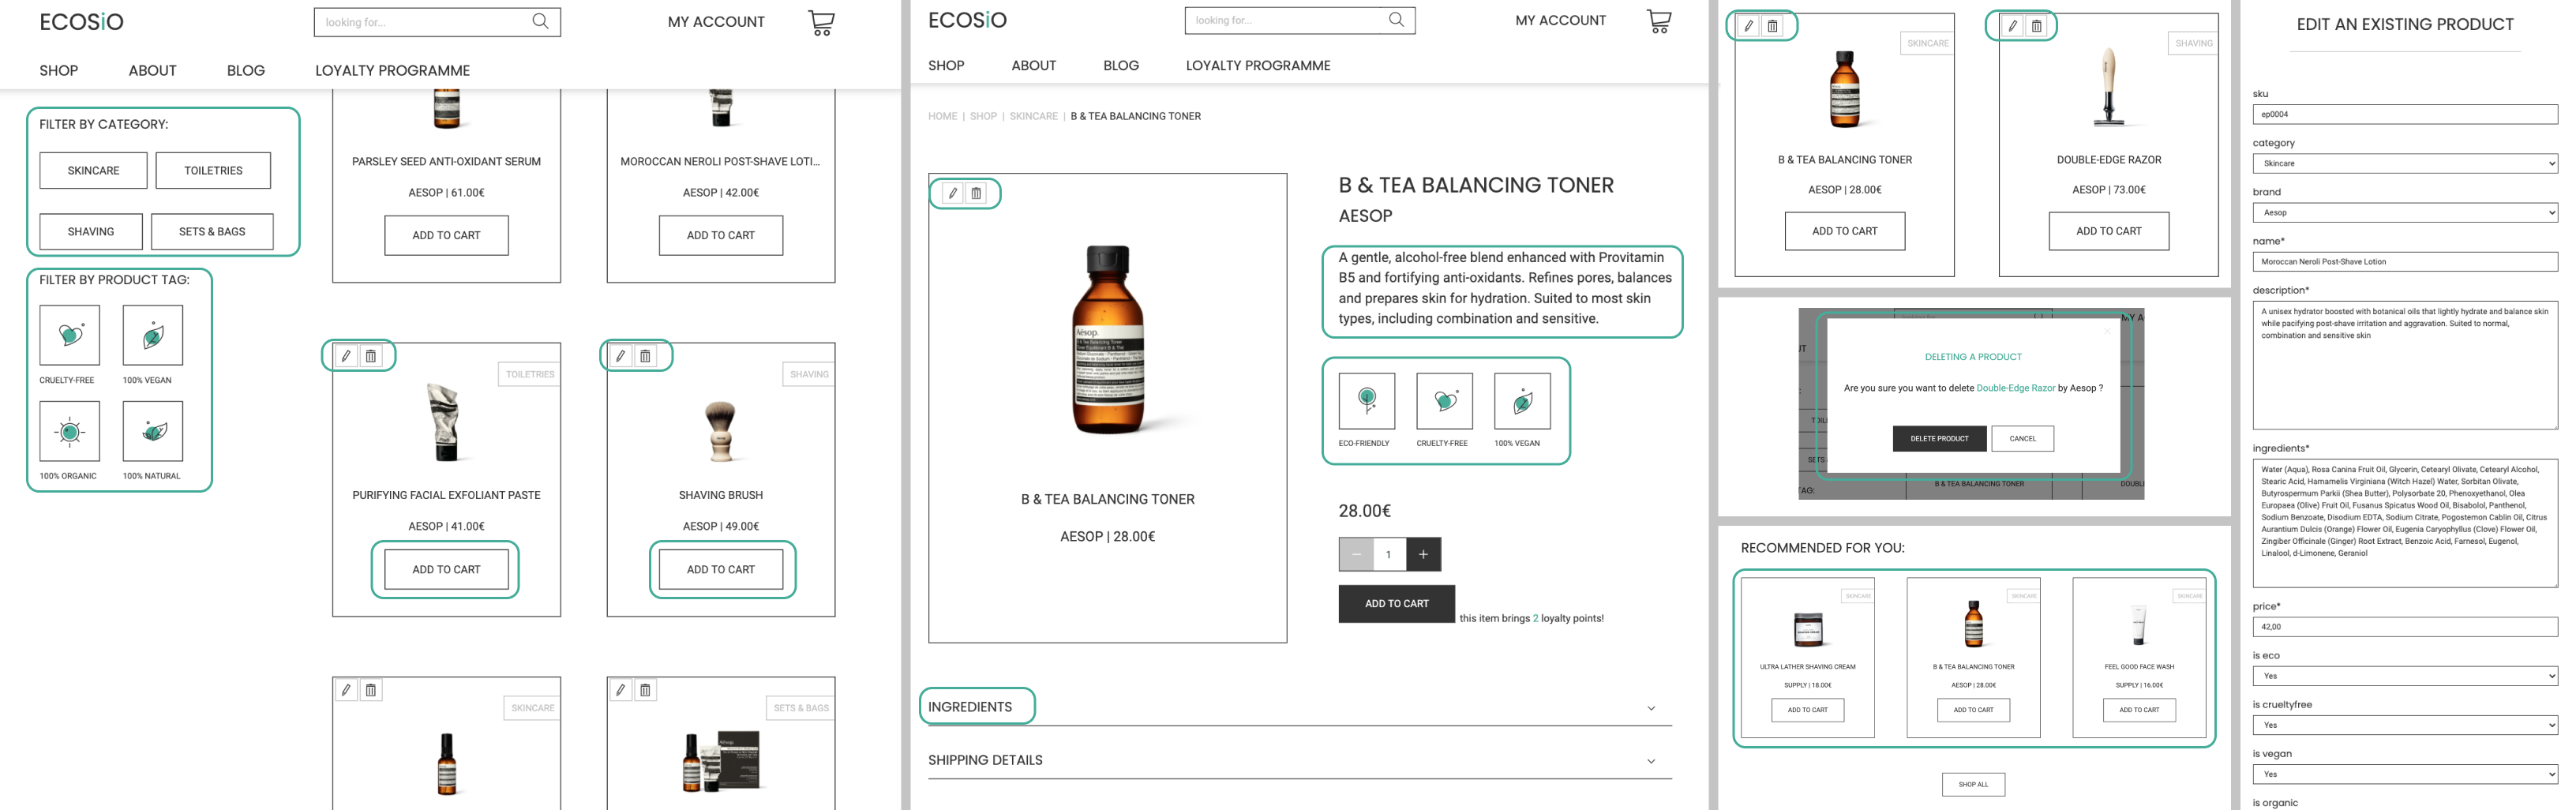 ECOSiO
looking for...
MY ACCOUNT
SHOP
ABOUT
BLOG
LOYALTY PROGRAMME
FILTER BY CATEGORY:
SKINCARE
TOILETRIES
SHAVING
SETS & BAGS
FILTER BY PRODUCT TAG:
CRUELTY-FREE
100% VEGAN
100% ORGANIC
100% NATURAL
PARSLEY SEED ANTI-OXIDANT SERUM
AESOP | 61.00€
ADD TO CART
MOROCCAN NEROLI POST-SHAVE LOTI...
AESOP | 42.00€
ADD TO CART
TOILETRIES
PURIFYING FACIAL EXFOLIANT PASTE
AESOP | 41.00€
ADD TO CART
SHAVING
SHAVING BRUSH
AESOP | 49.00€
ADD TO CART
SKINCARE
SETS & BAGS
ECOSiO
looking for...
MY ACCOUNT
SHOP
ABOUT
BLOG
LOYALTY PROGRAMME
HOME | SHOP | SKINCARE | B & TEA BALANCING TONER
Aésop.
B & TEA BALANCING TONER
AESOP | 28.00€
B & TEA BALANCING TONER
AESOP
A gentle, alcohol-free blend enhanced with Provitamin
B5 and fortifying anti-oxidants. Refines pores, balances
and prepares skin for hydration. Suited to most skin
types, including combination and sensitive.
ECO-FRIENDLY
CRUELTY-FREE
100% VEGAN
28.00€
− 1 +
ADD TO CART
this item brings 2 loyalty points!
INGREDIENTS
SHIPPING DETAILS
SKINCARE
B & TEA BALANCING TONER
AESOP | 28.00€
ADD TO CART
SHAVING
DOUBLE-EDGE RAZOR
AESOP | 73.00€
ADD TO CART
MY A
DELETING A PRODUCT
Are you sure you want to delete Double-Edge Razor by Aesop ?
DELETE PRODUCT
CANCEL
TAG:
B & TEA BALANCING TONER
DOUBL
RECOMMENDED FOR YOU:
SKINCARE
ULTRA LATHER SHAVING CREAM
SUPPLY | 18.00€
ADD TO CART
SKINCARE
B & TEA BALANCING TONER
AESOP | 28.00€
ADD TO CART
SKINCARE
FEEL GOOD FACE WASH
SUPPLY | 16.00€
ADD TO CART
SHOP ALL
EDIT AN EXISTING PRODUCT
sku
ep0004
category
Skincare
brand
Aesop
name*
Moroccan Neroli Post-Shave Lotion
description*
A unisex hydrator boosted with botanical oils that lightly hydrate and balance skin
while pacifying post-shave irritation and aggravation. Suited to normal,
combination and sensitive skin
ingredients*
Water (Aqua), Rosa Canina Fruit Oil, Glycerin, Cetearyl Olivate, Cetearyl Alcohol,
Stearic Acid, Hamamelis Virginiana (Witch Hazel) Water, Sorbitan Olivate,
Butyrospermum Parkii (Shea Butter), Polysorbate 20, Phenoxyethanol, Olea
Europaea (Olive) Fruit Oil, Fusanus Spicatus Wood Oil, Bisabolol, Panthenol,
Sodium Benzoate, Disodium EDTA, Sodium Citrate, Pogostemon Cablin Oil, Citrus
Aurantium Dulcis (Orange) Flower Oil, Eugenia Caryophyllus (Clove) Flower Oil,
Zingiber Officinale (Ginger) Root Extract, Benzoic Acid, Farnesol, Eugenol,
Linalool, d-Limonene, Geraniol
price*
42,00
is eco
Yes
is crueltyfree
Yes
is vegan
Yes
is organic